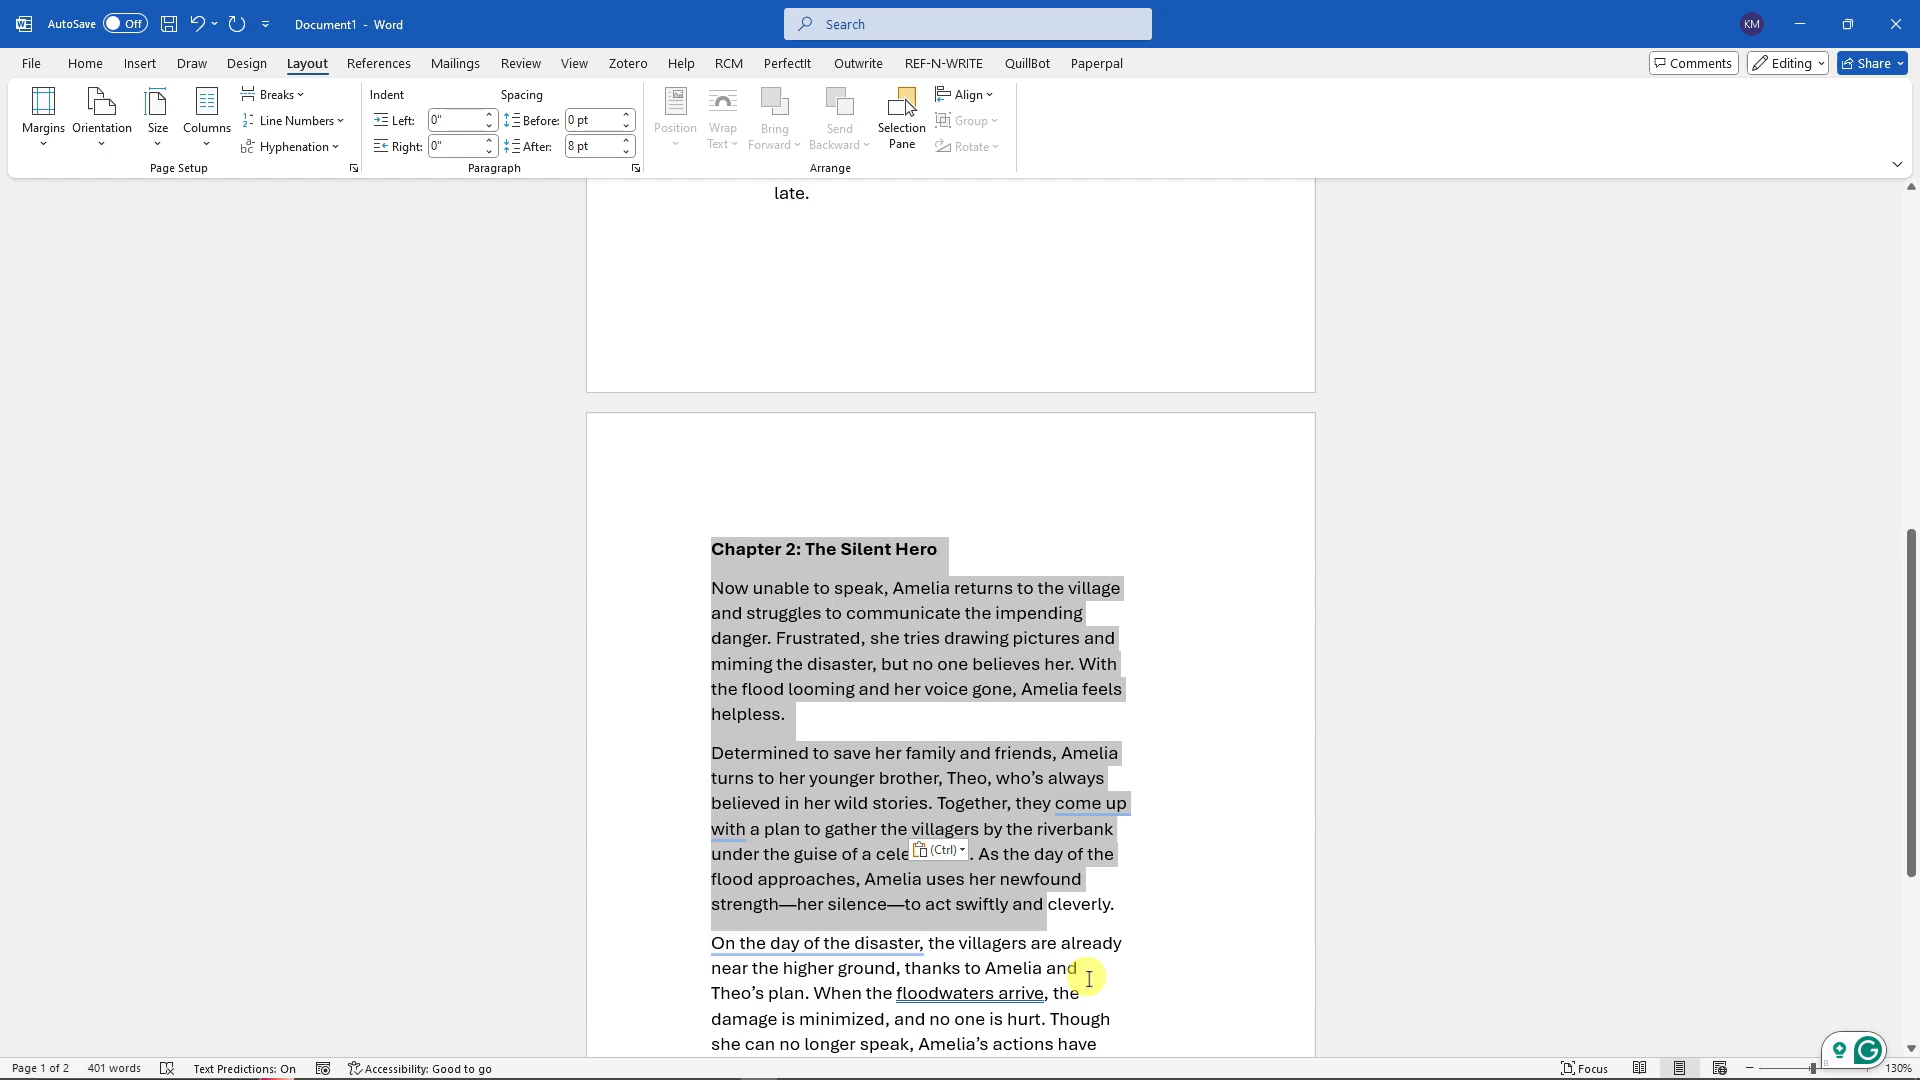 AutoSave Off Document1 - Word Search KM
File Home Insert Draw Design Layout References Mailings Review View Zotero Help RCM PerfectIt Outwrite REF-N-WRITE QuillBot Paperpal Comments Editing Share
Breaks Indent Spacing Align
Line Numbers Left: 0" Before: 0 pt Group
Margins Orientation Size Columns Position Wrap Text Bring Forward Send Backward Selection Pane
Hyphenation Right: 0" After: 8 pt Rotate
Page Setup Paragraph Arrange
late.
Chapter 2: The Silent Hero
Now unable to speak, Amelia returns to the village
and struggles to communicate the impending
danger. Frustrated, she tries drawing pictures and
miming the disaster, but no one believes her. With
the flood looming and her voice gone, Amelia feels
helpless.
Determined to save her family and friends, Amelia
turns to her younger brother, Theo, who’s always
believed in her wild stories. Together, they come up
with a plan to gather the villagers by the riverbank
under the guise of a cele (Ctrl) . As the day of the
flood approaches, Amelia uses her newfound
strength—her silence—to act swiftly and cleverly.
On the day of the disaster, the villagers are already
near the higher ground, thanks to Amelia and
Theo’s plan. When the floodwaters arrive, the
damage is minimized, and no one is hurt. Though
she can no longer speak, Amelia’s actions have
Page 1 of 2 401 words Text Predictions: On Accessibility: Good to go Focus 130%